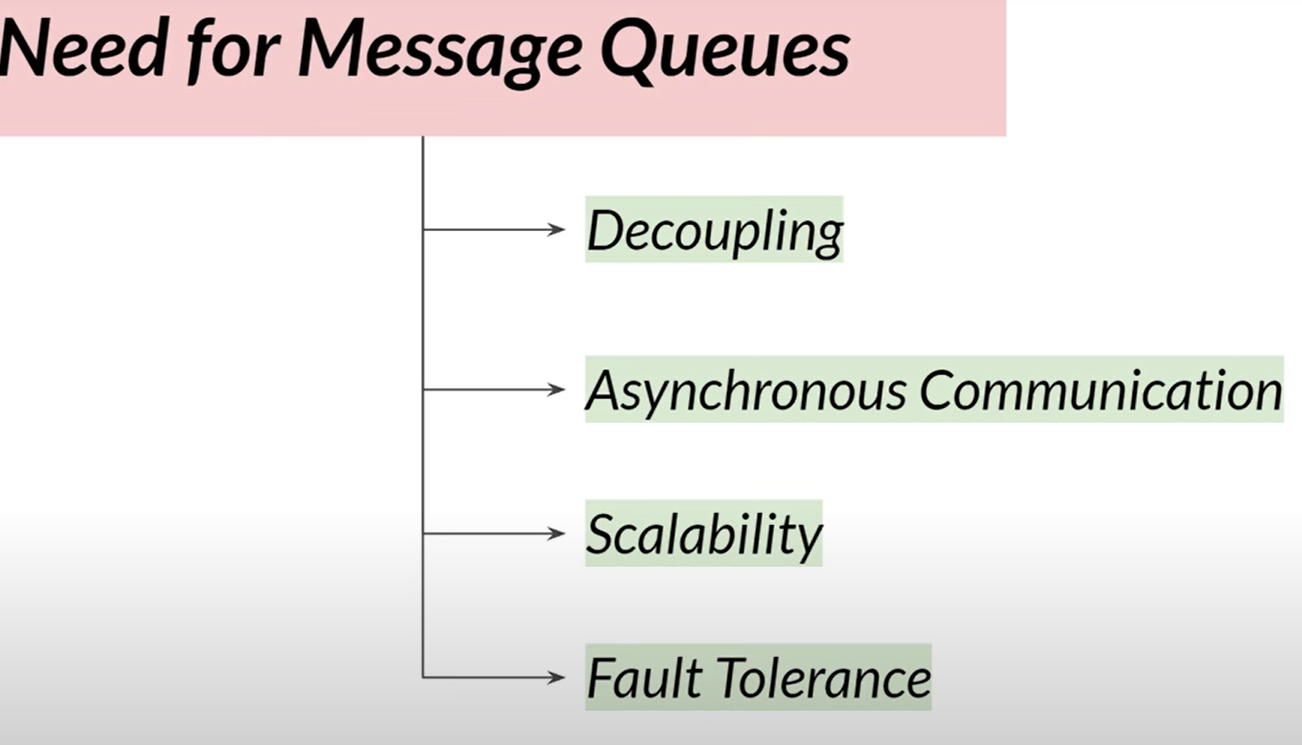 Need for Message Queues
Decoupling
Asynchronous Communication
Scalability
Fault Tolerance